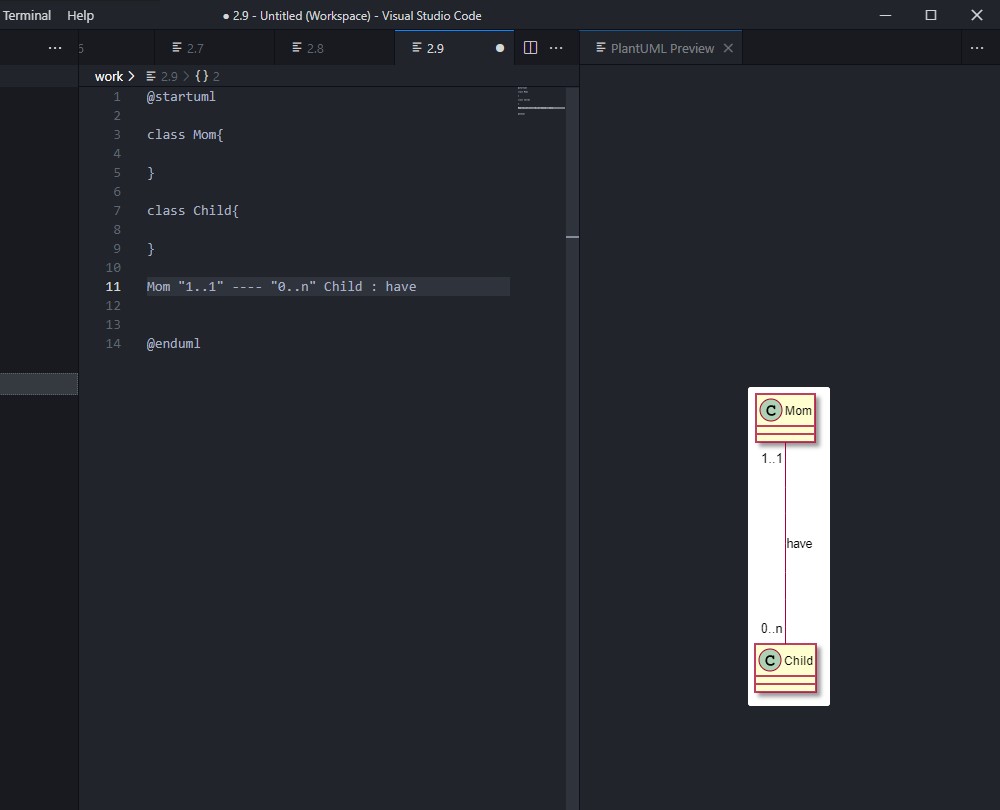 Terminal Help ● 2.9 - Untitled (Workspace) - Visual Studio Code
5 2.7 2.8 2.9 PlantUML Preview
work > 2.9 > {} 2
1 @startuml
2
3 class Mom{
4
5 }
6
7 class Child{
8
9 }
10
11 Mom "1..1" ---- "0..n" Child : have
12
13
14 @enduml
C Mom
1..1
have
0..n
C Child